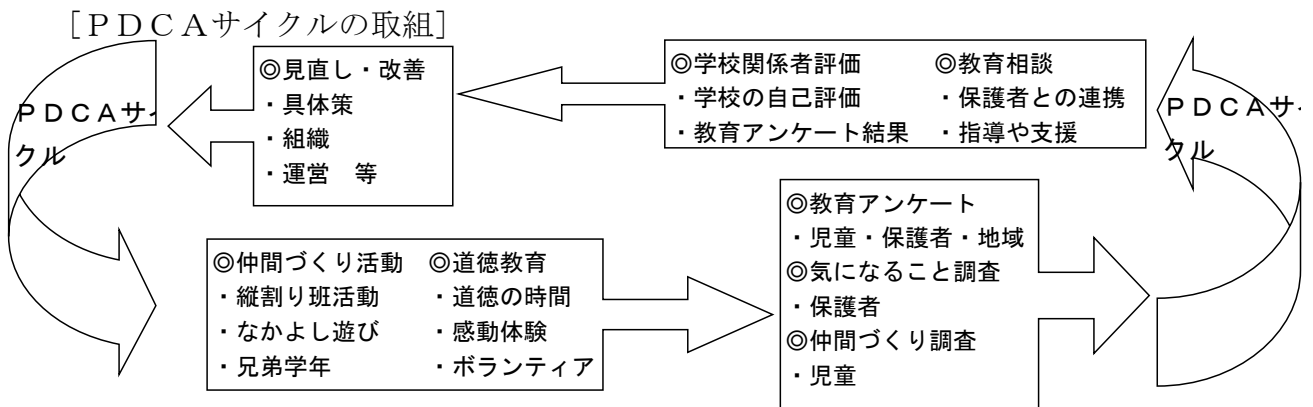 ［ＰＤＣＡサイクルの取組］
ＰＤＣＡサイ
クル
◎見直し・改善
・具体策
・組織
・運営　等
◎学校関係者評価　◎教育相談
・学校の自己評価　・保護者との連携
・教育アンケート結果　・指導や支援
ＰＤＣＡサイ
クル
◎仲間づくり活動　◎道徳教育
・縦割り班活動　・道徳の時間
・なかよし遊び　・感動体験
・兄弟学年　・ボランティア
◎教育アンケート
・児童・保護者・地域
◎気になること調査
・保護者
◎仲間づくり調査
・児童